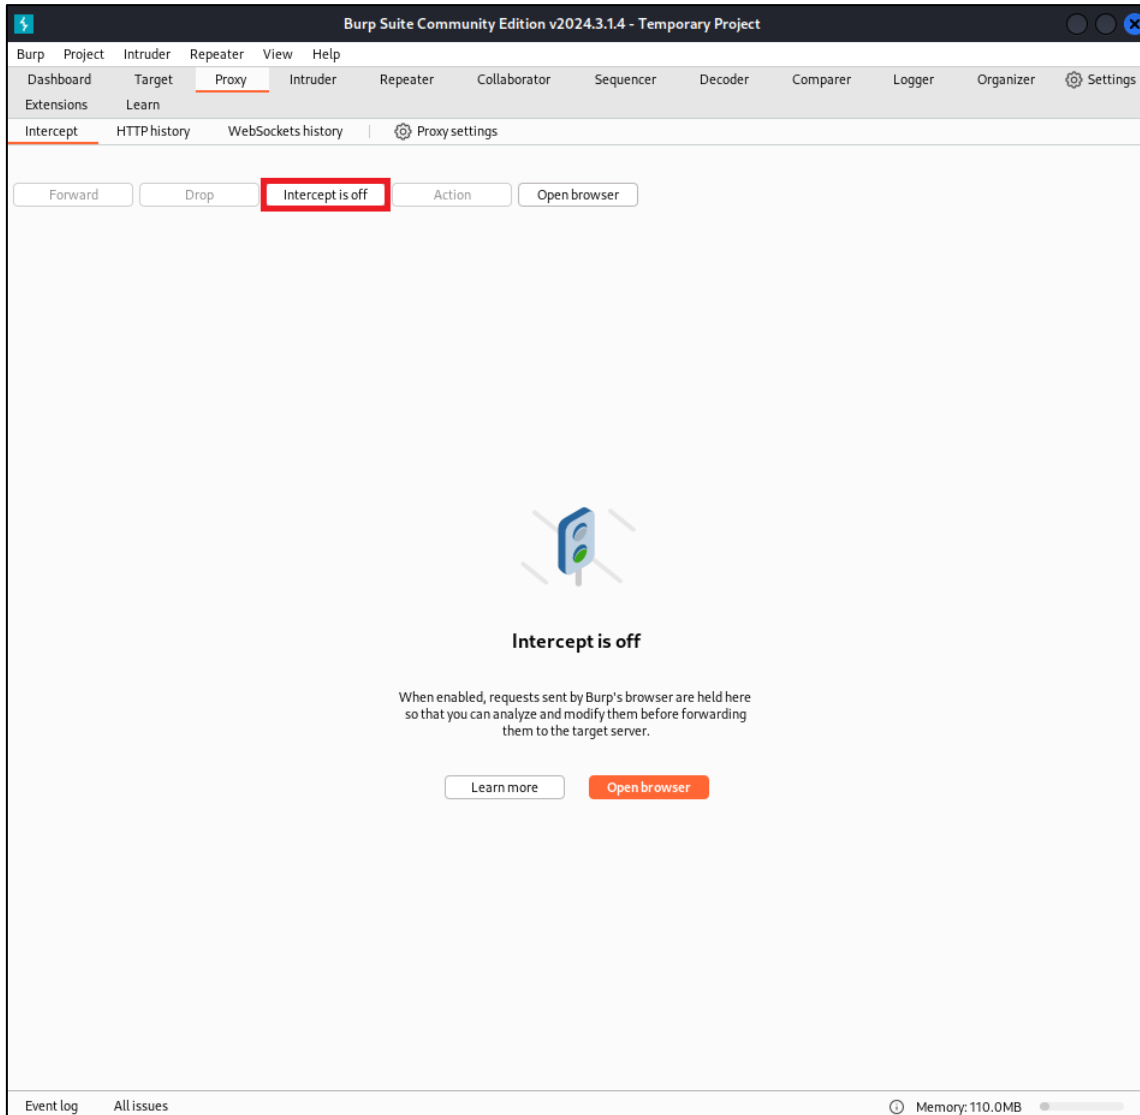 Burp Suite Community Edition v2024.3.1.4 - Temporary Project
Burp Project Intruder Repeater View Help
Dashboard Target Proxy Intruder Repeater Collaborator Sequencer Decoder Comparer Logger Organizer Settings
Extensions Learn
Intercept HTTP history WebSockets history Proxy settings
Forward Drop Intercept is off Action Open browser
Intercept is off
When enabled, requests sent by Burp's browser are held here
so that you can analyze and modify them before forwarding
them to the target server.
Learn more Open browser
Event log All issues Memory: 110.0MB